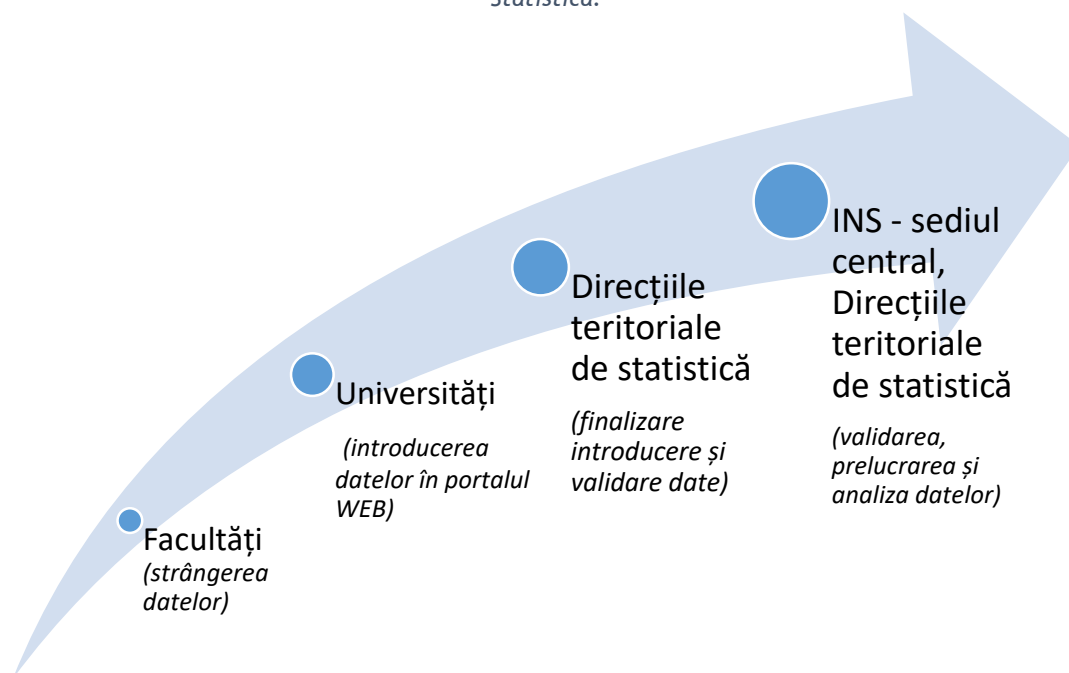 statistică.
Facultăți
(strângerea
datelor)
Universități
(introducerea
datelor în portalul
WEB)
Direcțiile
teritoriale
de statistică
(finalizare
introducere și
validare date)
INS - sediul
central,
Direcțiile
teritoriale
de statistică
(validarea,
prelucrarea și
analiza datelor)